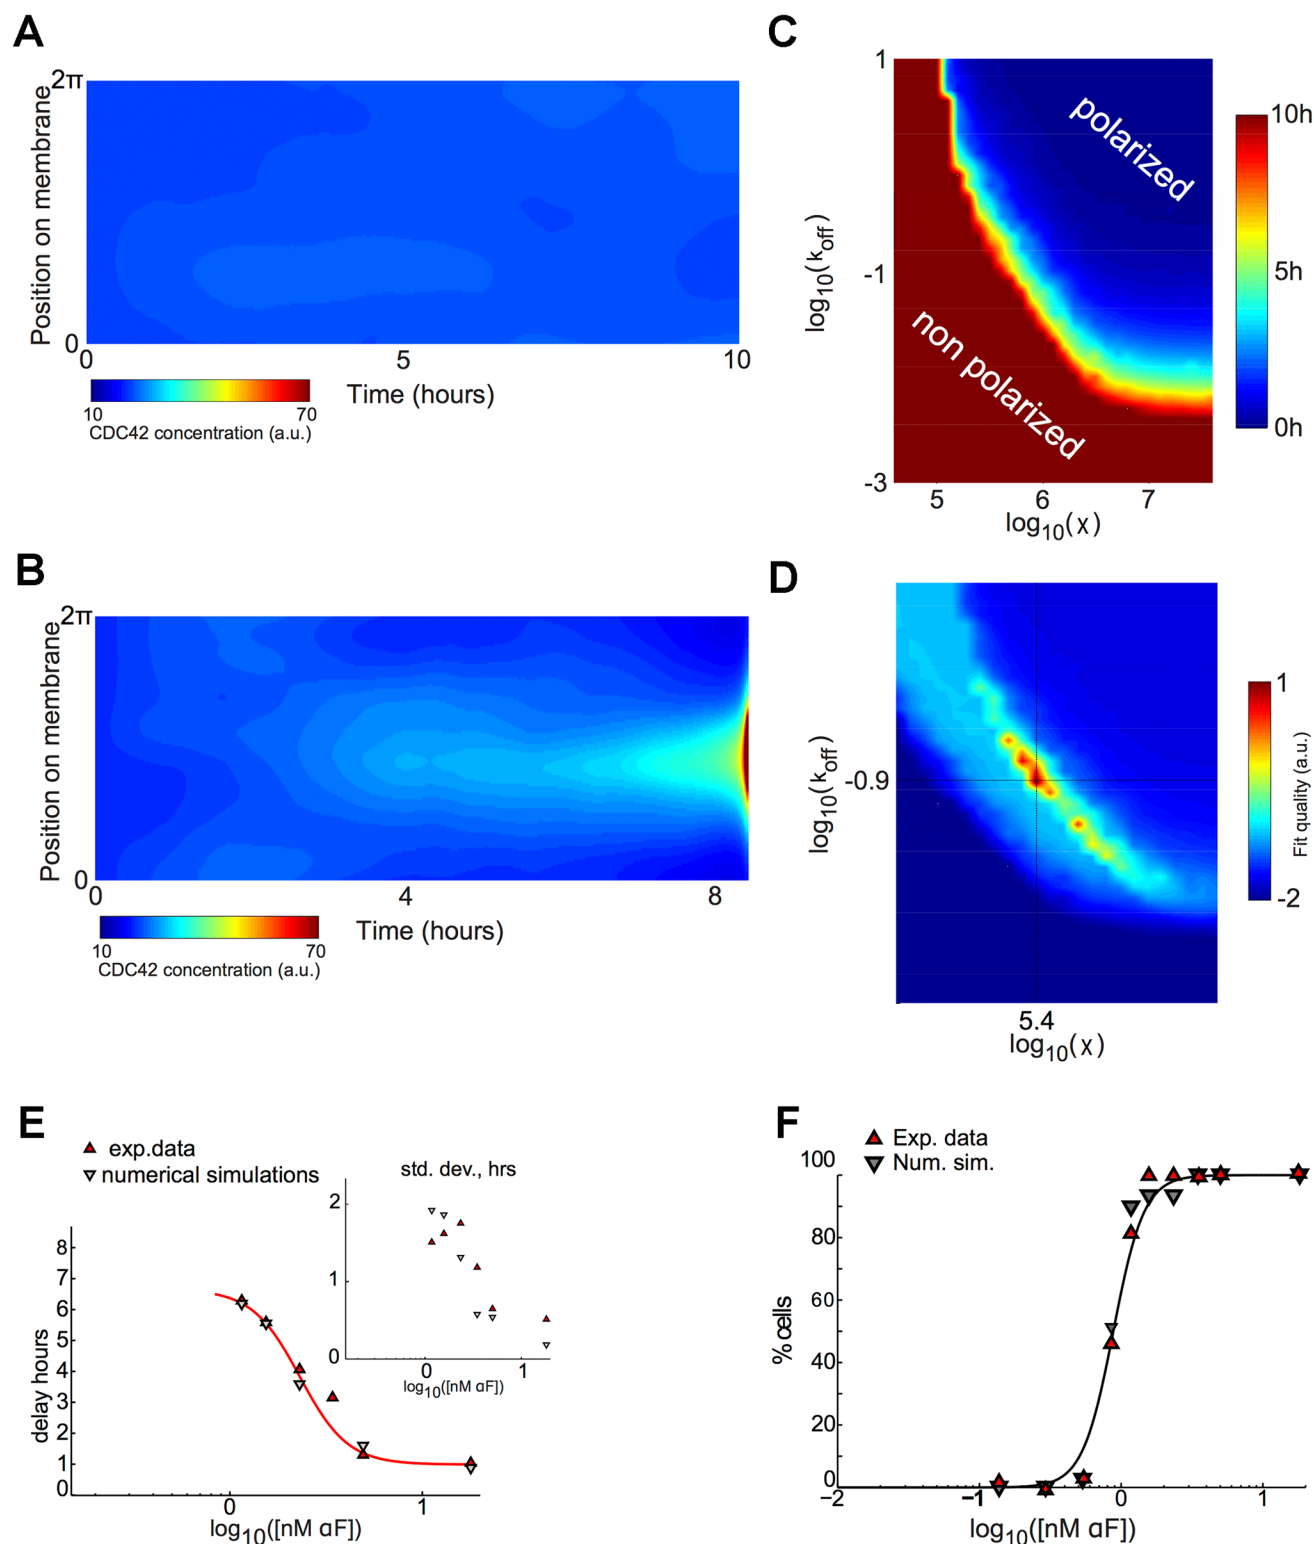 A
2π
Position on membrane
0
0
5
10
Time (hours)
10
70
CDC42 concentration (a.u.)
B
2π
Position on membrane
0
0
4
8
Time (hours)
10
70
CDC42 concentration (a.u.)
C
1
-1
-3
log10(koff)
polarized
non polarized
5
6
7
log10(χ)
10h
5h
0h
D
-0.9
log10(koff)
5.4
log10(χ)
1
-2
Fit quality (a.u.)
E
exp.data
numerical simulations
8
7
6
5
4
3
2
1
0
delay hours
0
1
log10([nM αF])
std. dev., hrs
2
1
0
0
1
log10([nM αF])
F
Exp. data
Num. sim.
100
80
60
40
20
0
% cells
−2
−1
0
1
log10([nM αF])